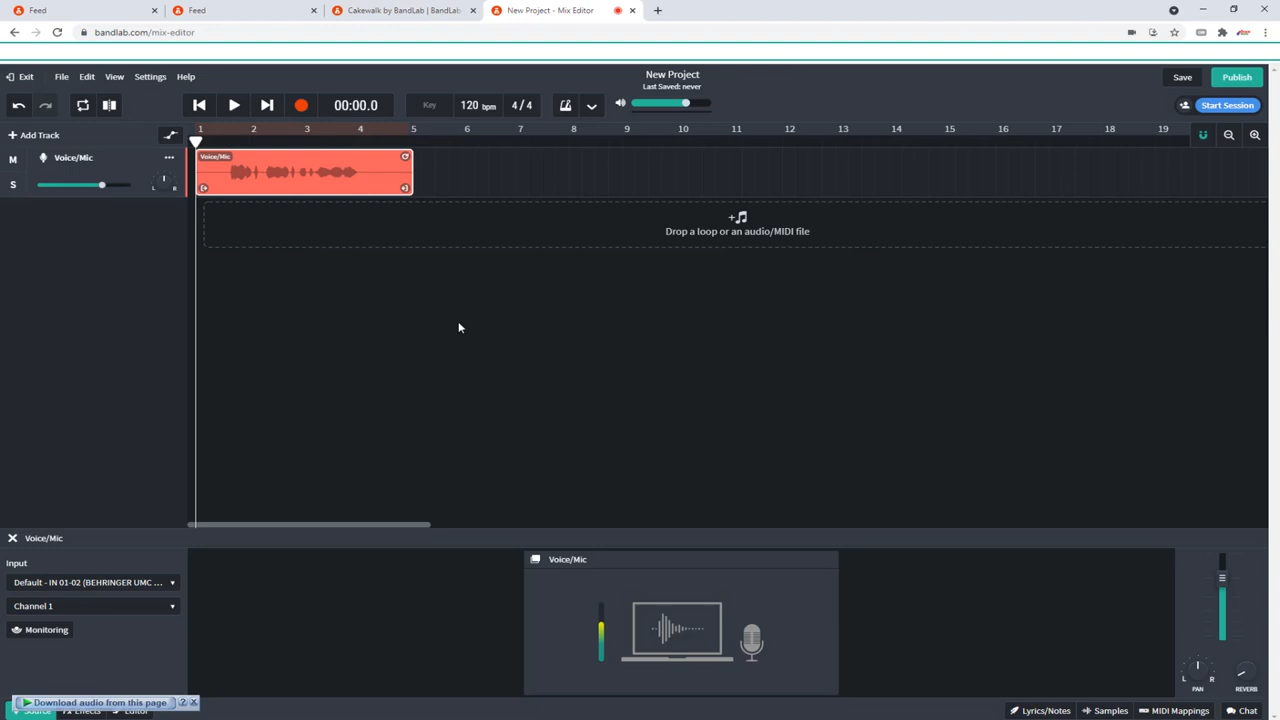 Feed
Feed
Cakewalk by BandLab | BandLab
New Project - Mix Editor
bandlab.com/mix-editor
Exit File Edit View Settings Help
New Project
Last Saved: never
Save Publish
00:00.0 Key 120 bpm 4 / 4
Start Session
Add Track
1 2 3 4 5 6 7 8 9 10 11 12 13 14 15 16 17 18 19
M Voice/Mic
S L R
Voice/Mic
Drop a loop or an audio/MIDI file
Voice/Mic
Input
Default - IN 01-02 (BEHRINGER UMC ...
Channel 1
Monitoring
Voice/Mic
L R
PAN REVERB
Download audio from this page ?
Source Effects Editor
Lyrics/Notes Samples MIDI Mappings Chat